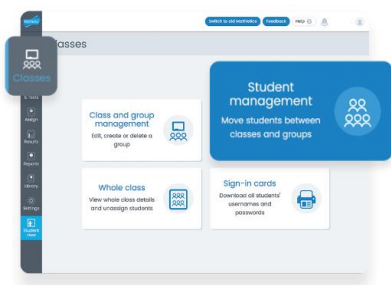 Switch to old Mathletics
Feedback
Help
Classes
Classes
Student management
Move students between classes and groups
Assign
Results
Reports
Library
Settings
Student view
Class and group management
Edit, create or delete a group
Whole class
View whole class details and unassign students
Sign-in cards
Download all students' usernames and passwords